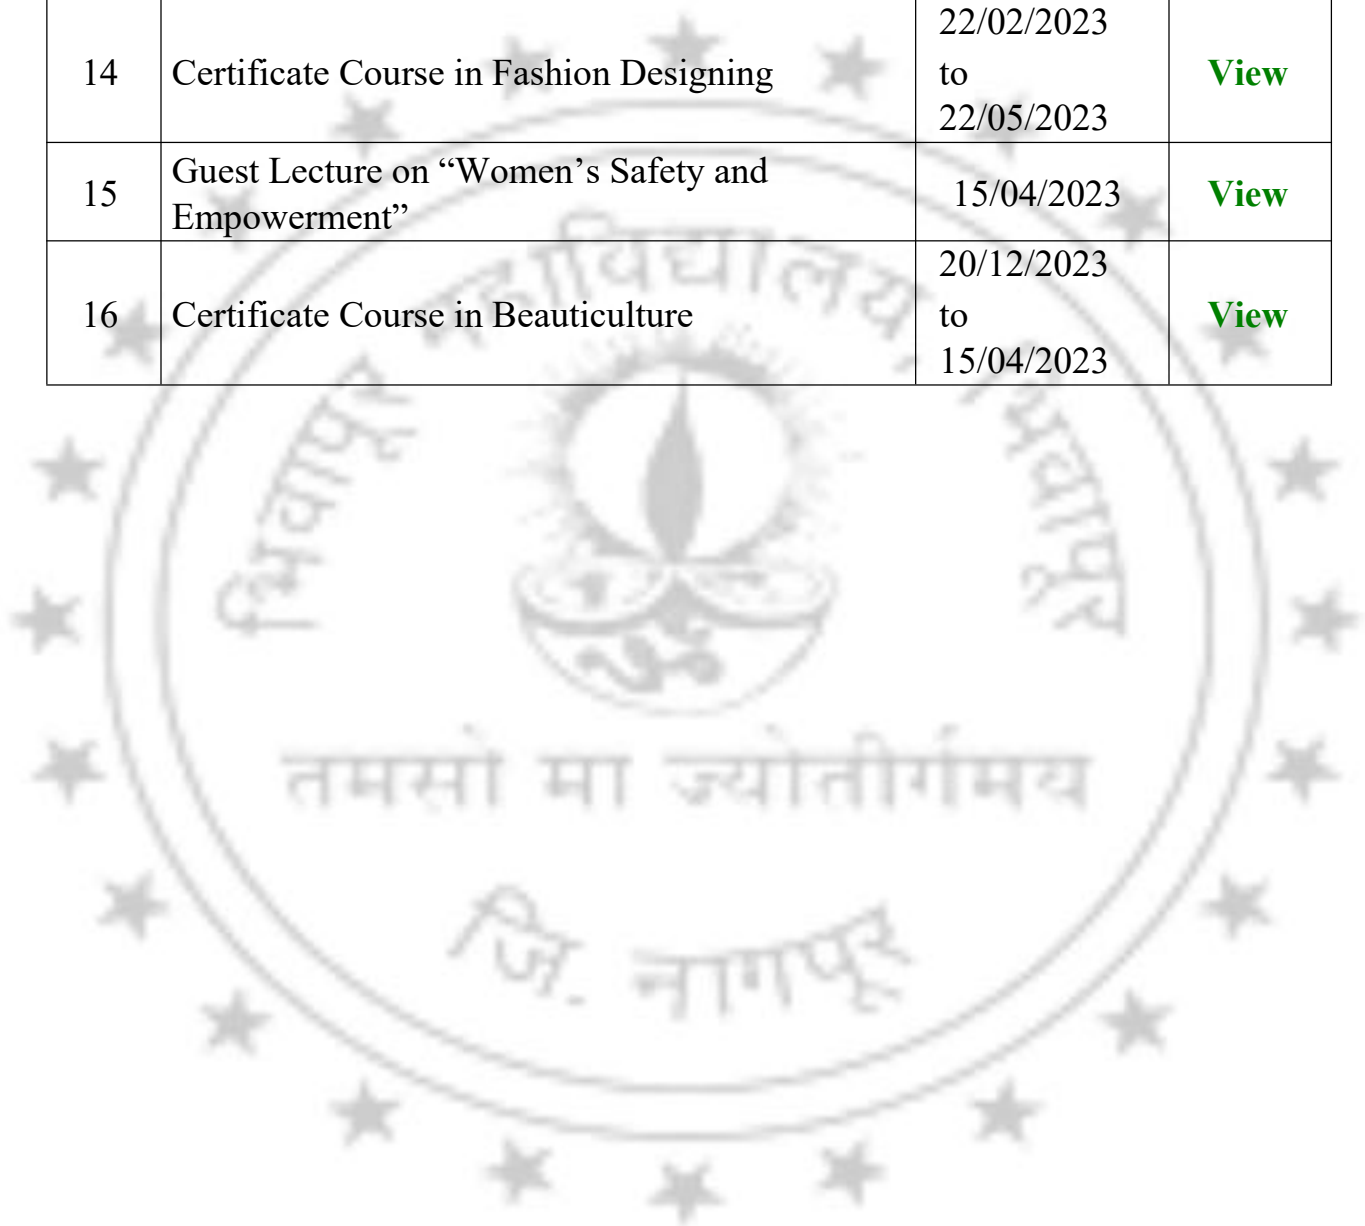 22/02/2023
14 Certificate Course in Fashion Designing to View
22/05/2023
Guest Lecture on “Women’s Safety and
15 15/04/2023 View
Empowerment”
20/12/2023
16 Certificate Course in Beauticulture to View
15/04/2023
भिवापूर महाविद्यालय, भिवापूर
तमसो मा ज्योतीर्गमय
जि. नागपूर